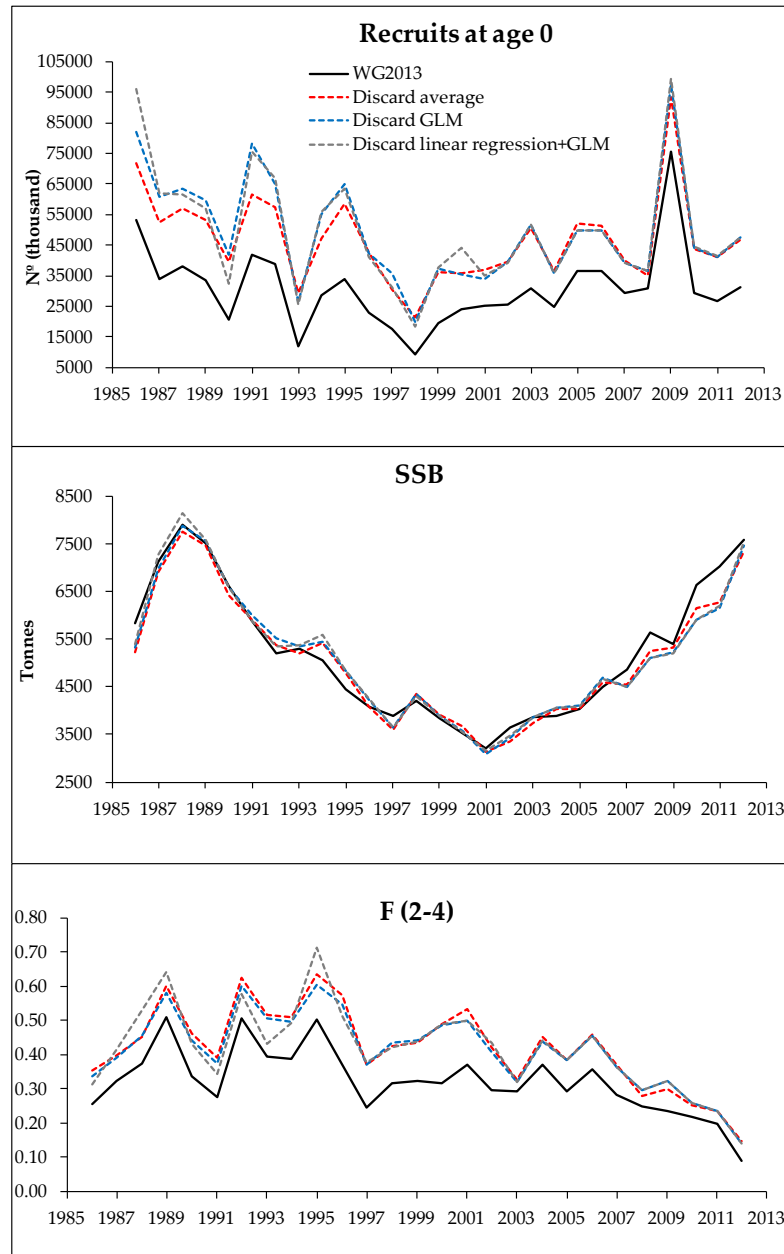 Recruits at age 0
105000
95000
85000
75000
65000
55000
45000
35000
25000
15000
5000
Nº (thousand)
WG2013
Discard average
Discard GLM
Discard linear regression+GLM
1985 1987 1989 1991 1993 1995 1997 1999 2001 2003 2005 2007 2009 2011 2013
SSB
8500
7500
6500
5500
4500
3500
2500
Tonnes
1985 1987 1989 1991 1993 1995 1997 1999 2001 2003 2005 2007 2009 2011 2013
F (2-4)
0.80
0.70
0.60
0.50
0.40
0.30
0.20
0.10
0.00
1985 1987 1989 1991 1993 1995 1997 1999 2001 2003 2005 2007 2009 2011 2013